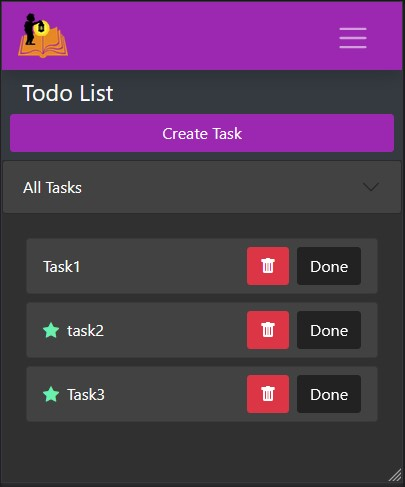 Todo List
Create Task
All Tasks
Task1 Done
task2 Done
Task3 Done